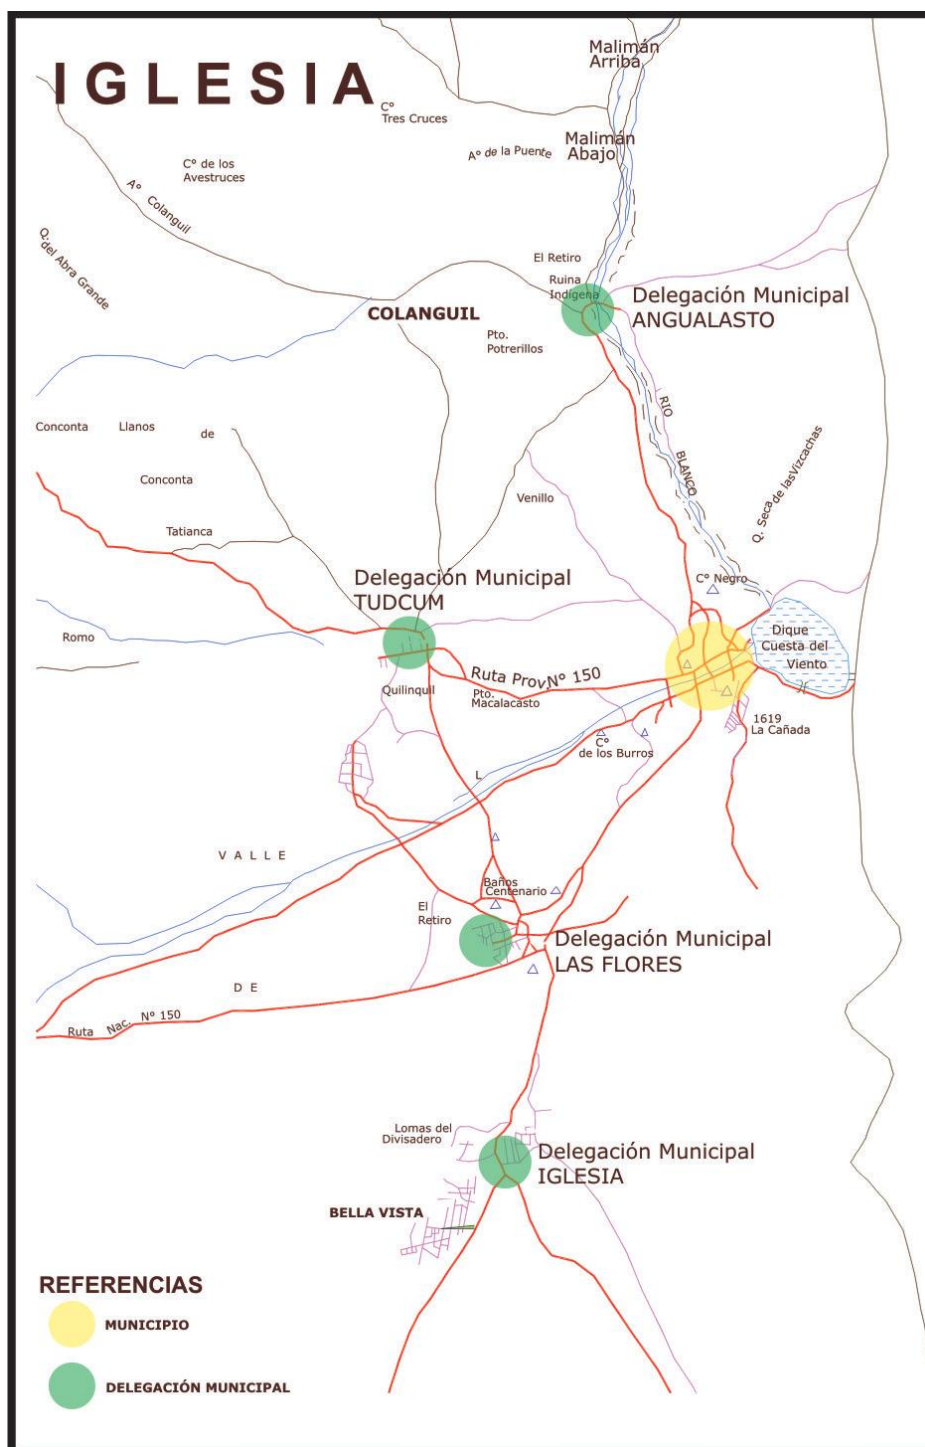 IGLESIA
Malimán
Arriba
C°
Tres Cruces
Malimán
Abajo
A° de la Puente
C° de los
Avestruces
A° Colanguil
Q. del Abra Grande
El Retiro
Ruina
Indígena
Delegación Municipal
ANGUALASTO
COLANGUIL
Pto.
Potrerillos
RIO BLANCO
Q. Seca de las Vizcachas
Conconta Llanos de
Conconta
Venillo
Tatianca
C° Negro
Delegación Municipal
TUDCUM
Romo
Dique
Cuesta del
Viento
Ruta Prov. N° 150
Quilinquil
Pto.
Macalacasto
1619
La Cañada
C°
de los Burros
L
VALLE
Baños
Centenario
El
Retiro
Delegación Municipal
LAS FLORES
DE
Ruta Nac. N° 150
Lomas del
Divisadero
Delegación Municipal
IGLESIA
BELLA VISTA
REFERENCIAS
MUNICIPIO
DELEGACIÓN MUNICIPAL